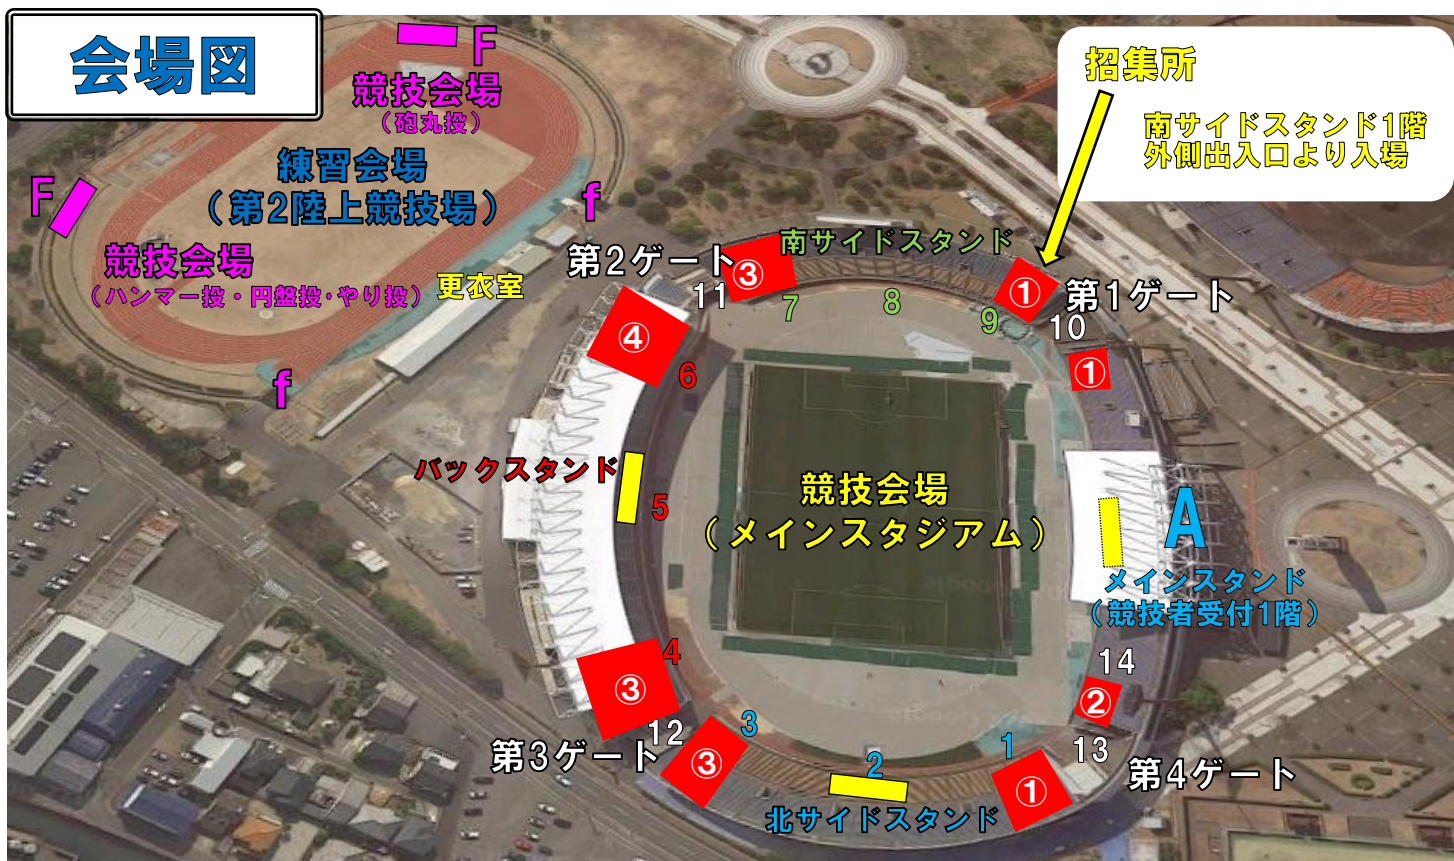 会場図
F
競技会場
（砲丸投）
招集所
南サイドスタンド1階
外側出入口より入場
練習会場
（第2陸上競技場）
F
f
競技会場
（ハンマー投・円盤投・やり投）
更衣室
f
第2ゲート
11
③
南サイドスタンド
7
8
9
①
第1ゲート
10
①
④
6
バックスタンド
5
競技会場
（メインスタジアム）
A
メインスタンド
（競技者受付1階）
4
③
12
第3ゲート
③
3
2
北サイドスタンド
1
①
14
②
13
第4ゲート